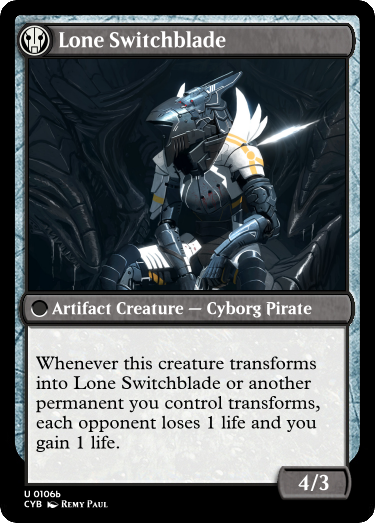 Lone Switchblade
Artifact Creature — Cyborg Pirate
Whenever this creature transforms
into Lone Switchblade or another
permanent you control transforms,
each opponent loses 1 life and you
gain 1 life.
4/3
U 0106b
CYB Remy Paul